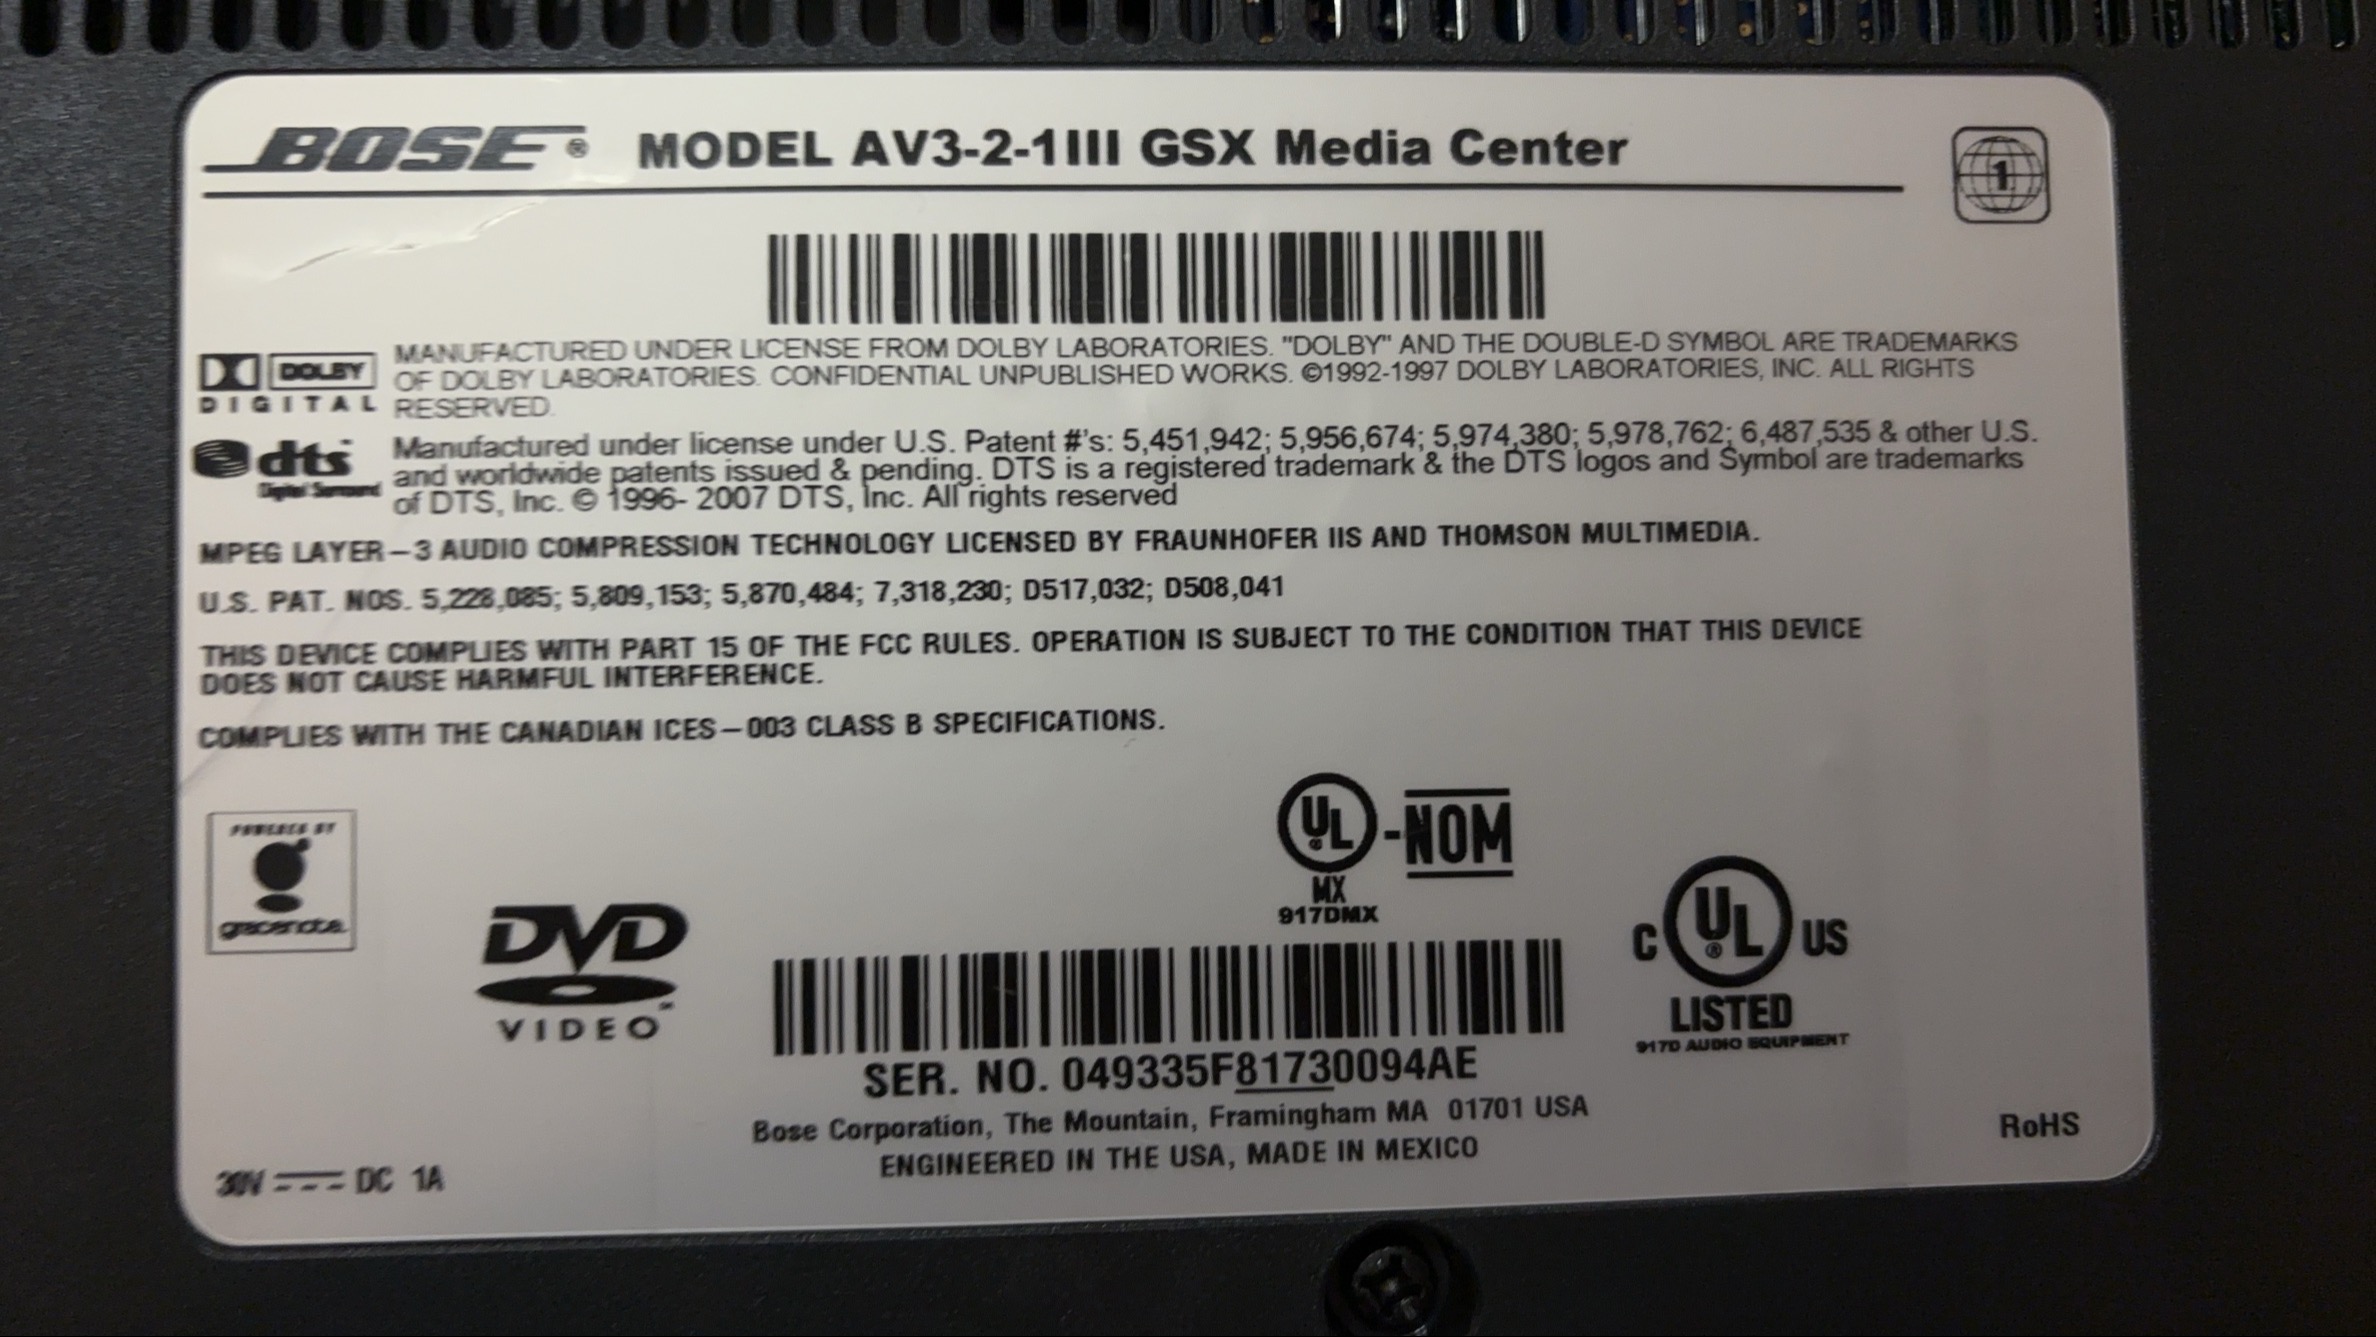 BOSE® MODEL AV3-2-1III GSX Media Center
1
DOLBY
DIGITAL
MANUFACTURED UNDER LICENSE FROM DOLBY LABORATORIES. "DOLBY" AND THE DOUBLE-D SYMBOL ARE TRADEMARKS
OF DOLBY LABORATORIES. CONFIDENTIAL UNPUBLISHED WORKS. ©1992-1997 DOLBY LABORATORIES, INC. ALL RIGHTS
RESERVED.
dts
Digital Surround
Manufactured under license under U.S. Patent #'s: 5,451,942; 5,956,674; 5,974,380; 5,978,762; 6,487,535 & other U.S.
and worldwide patents issued & pending. DTS is a registered trademark & the DTS logos and Symbol are trademarks
of DTS, Inc. © 1996- 2007 DTS, Inc. All rights reserved
MPEG LAYER–3 AUDIO COMPRESSION TECHNOLOGY LICENSED BY FRAUNHOFER IIS AND THOMSON MULTIMEDIA.
U.S. PAT. NOS. 5,228,085; 5,809,153; 5,870,484; 7,318,230; D517,032; D508,041
THIS DEVICE COMPLIES WITH PART 15 OF THE FCC RULES. OPERATION IS SUBJECT TO THE CONDITION THAT THIS DEVICE
DOES NOT CAUSE HARMFUL INTERFERENCE.
COMPLIES WITH THE CANADIAN ICES–003 CLASS B SPECIFICATIONS.
POWERED BY
gracenote
DVD
VIDEO
UL® -NOM
MX
917DMX
C UL® US
LISTED
917D AUDIO EQUIPMENT
SER. NO. 049335F81730094AE
Bose Corporation, The Mountain, Framingham MA 01701 USA
ENGINEERED IN THE USA, MADE IN MEXICO
30V DC 1A
RoHS